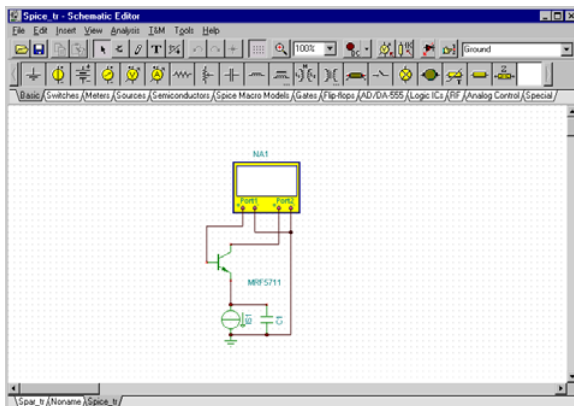 Spice_tr - Schematic Editor
File Edit Insert View Analysis T&M Tools Help
100% Ground
Basic Switches Meters Sources Semiconductors Spice Macro Models Gates Flip-flops AD/DA-555 Logic ICs RF Analog Control Special
NA1
Port1 Port2
MRF5711
C1
Spar_tr Noname Spice_tr